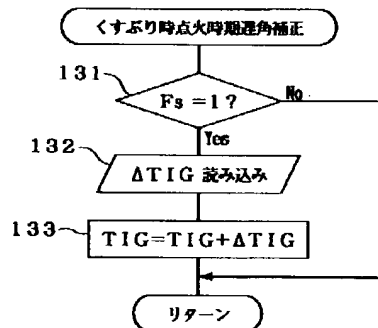 くすぶり時点火時期遅角補正
131
Fs=1?
No
Yes
132
ΔTIG 読み込み
133
TIG=TIG+ΔTIG
リターン